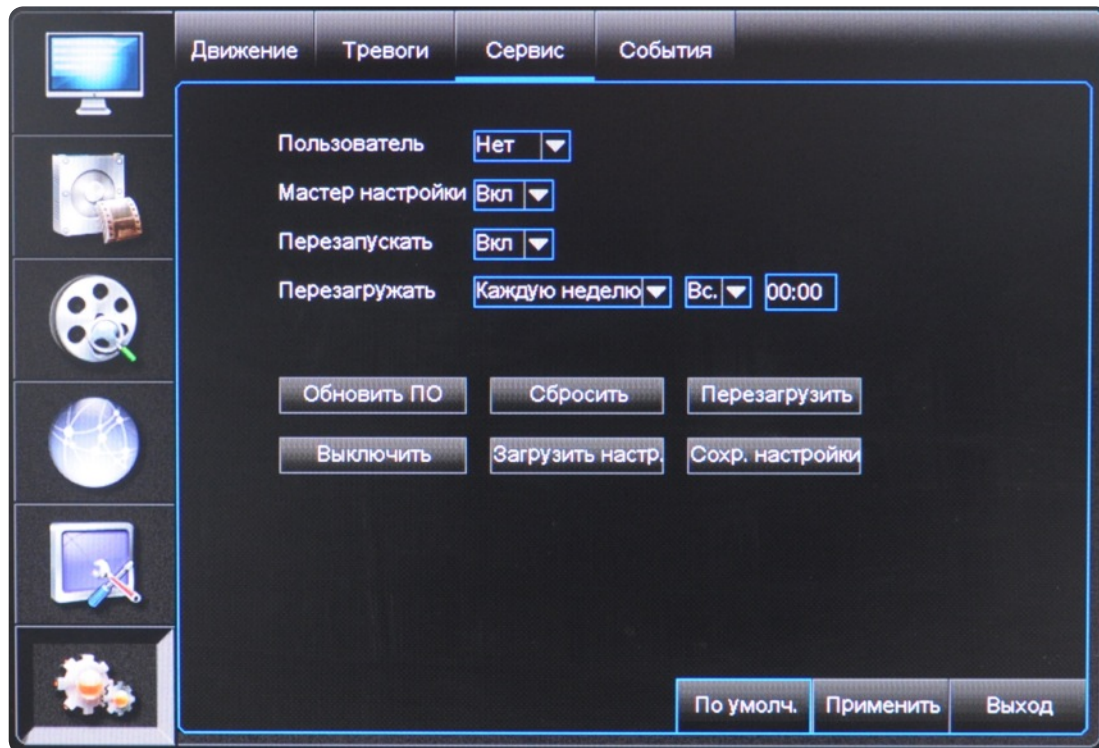 Движение Тревоги Сервис События
Пользователь Нет
Мастер настройки Вкл
Перезапускать Вкл
Перезагружать Каждую неделю Вс. 00:00
Обновить ПО Сбросить Перезагрузить
Выключить Загрузить настр. Сохр. настройки
По умолч. Применить Выход